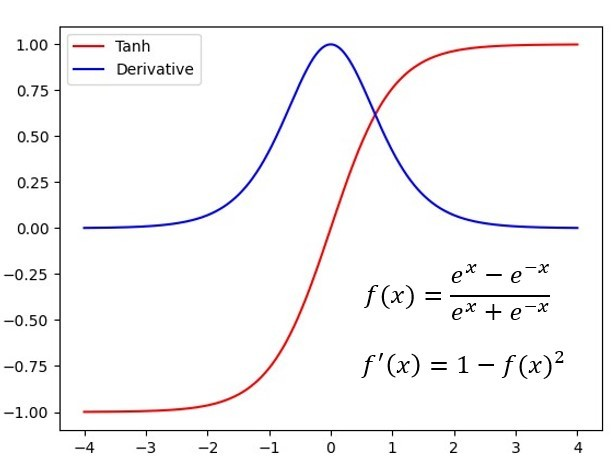 Tanh
Derivative
1.00
0.75
0.50
0.25
0.00
−0.25
−0.50
−0.75
−1.00
f(x) = (e^x − e^−x) / (e^x + e^−x)
f′(x) = 1 − f(x)^2
−4 −3 −2 −1 0 1 2 3 4